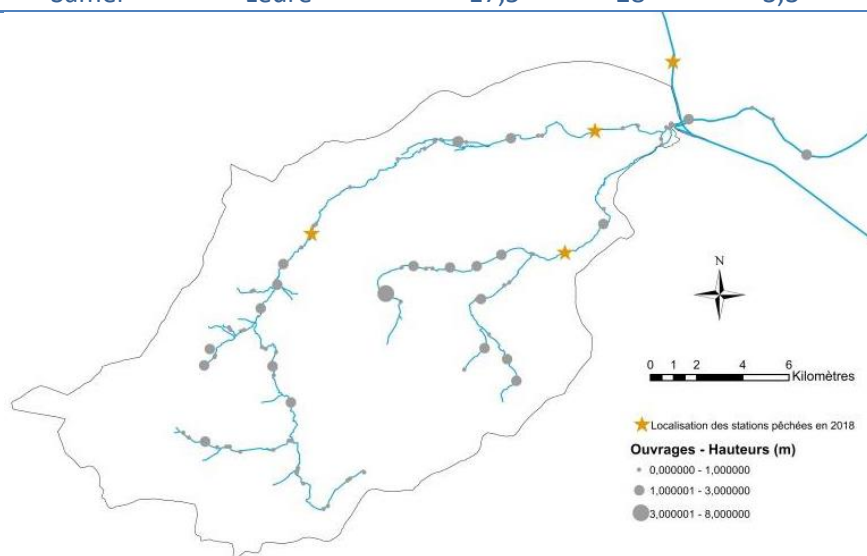 N
0 1 2 4 6
Kilomètres
Localisation des stations pêchées en 2018
Ouvrages - Hauteurs (m)
0,000000 - 1,000000
1,000001 - 3,000000
3,000001 - 8,000000